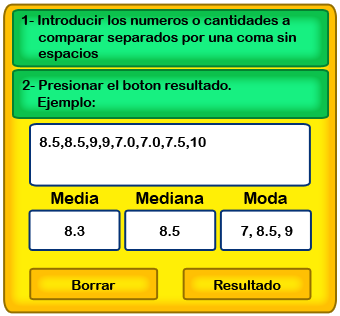 1- Introducir los numeros o cantidades a
comparar separados por una coma sin
espacios
2- Presionar el boton resultado.
Ejemplo:
8.5,8.5,9,9,7.0,7.0,7.5,10
Media Mediana Moda
8.3 8.5 7, 8.5, 9
Borrar Resultado